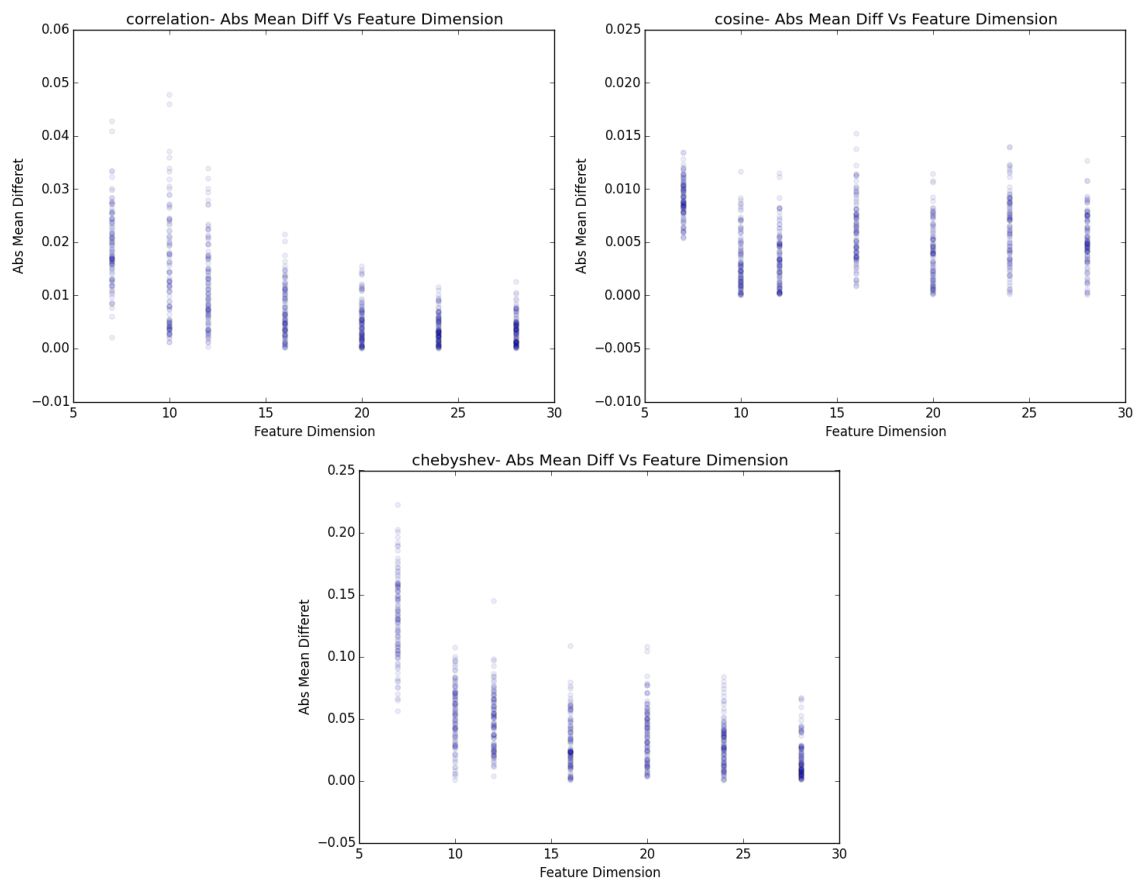 correlation- Abs Mean Diff Vs Feature Dimension
0.06
0.05
0.04
0.03
0.02
0.01
0.00
−0.01
Abs Mean Differet
5 10 15 20 25 30
Feature Dimension
cosine- Abs Mean Diff Vs Feature Dimension
0.025
0.020
0.015
0.010
0.005
0.000
−0.005
−0.010
Abs Mean Differet
5 10 15 20 25 30
Feature Dimension
chebyshev- Abs Mean Diff Vs Feature Dimension
0.25
0.20
0.15
0.10
0.05
0.00
−0.05
Abs Mean Differet
5 10 15 20 25 30
Feature Dimension